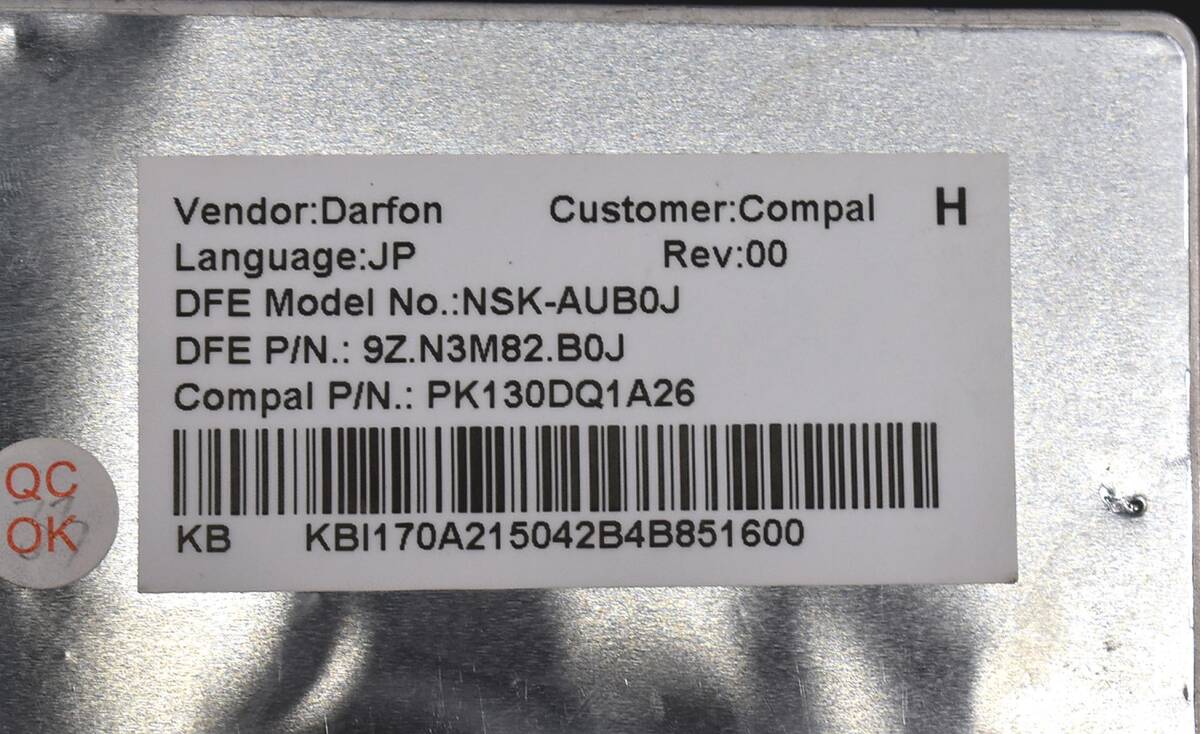 Vendor:Darfon Customer:Compal H
Language:JP Rev:00
DFE Model No.:NSK-AUB0J
DFE P/N.: 9Z.N3M82.B0J
Compal P/N.: PK130DQ1A26
KB KBI170A215042B4B851600
QC
OK